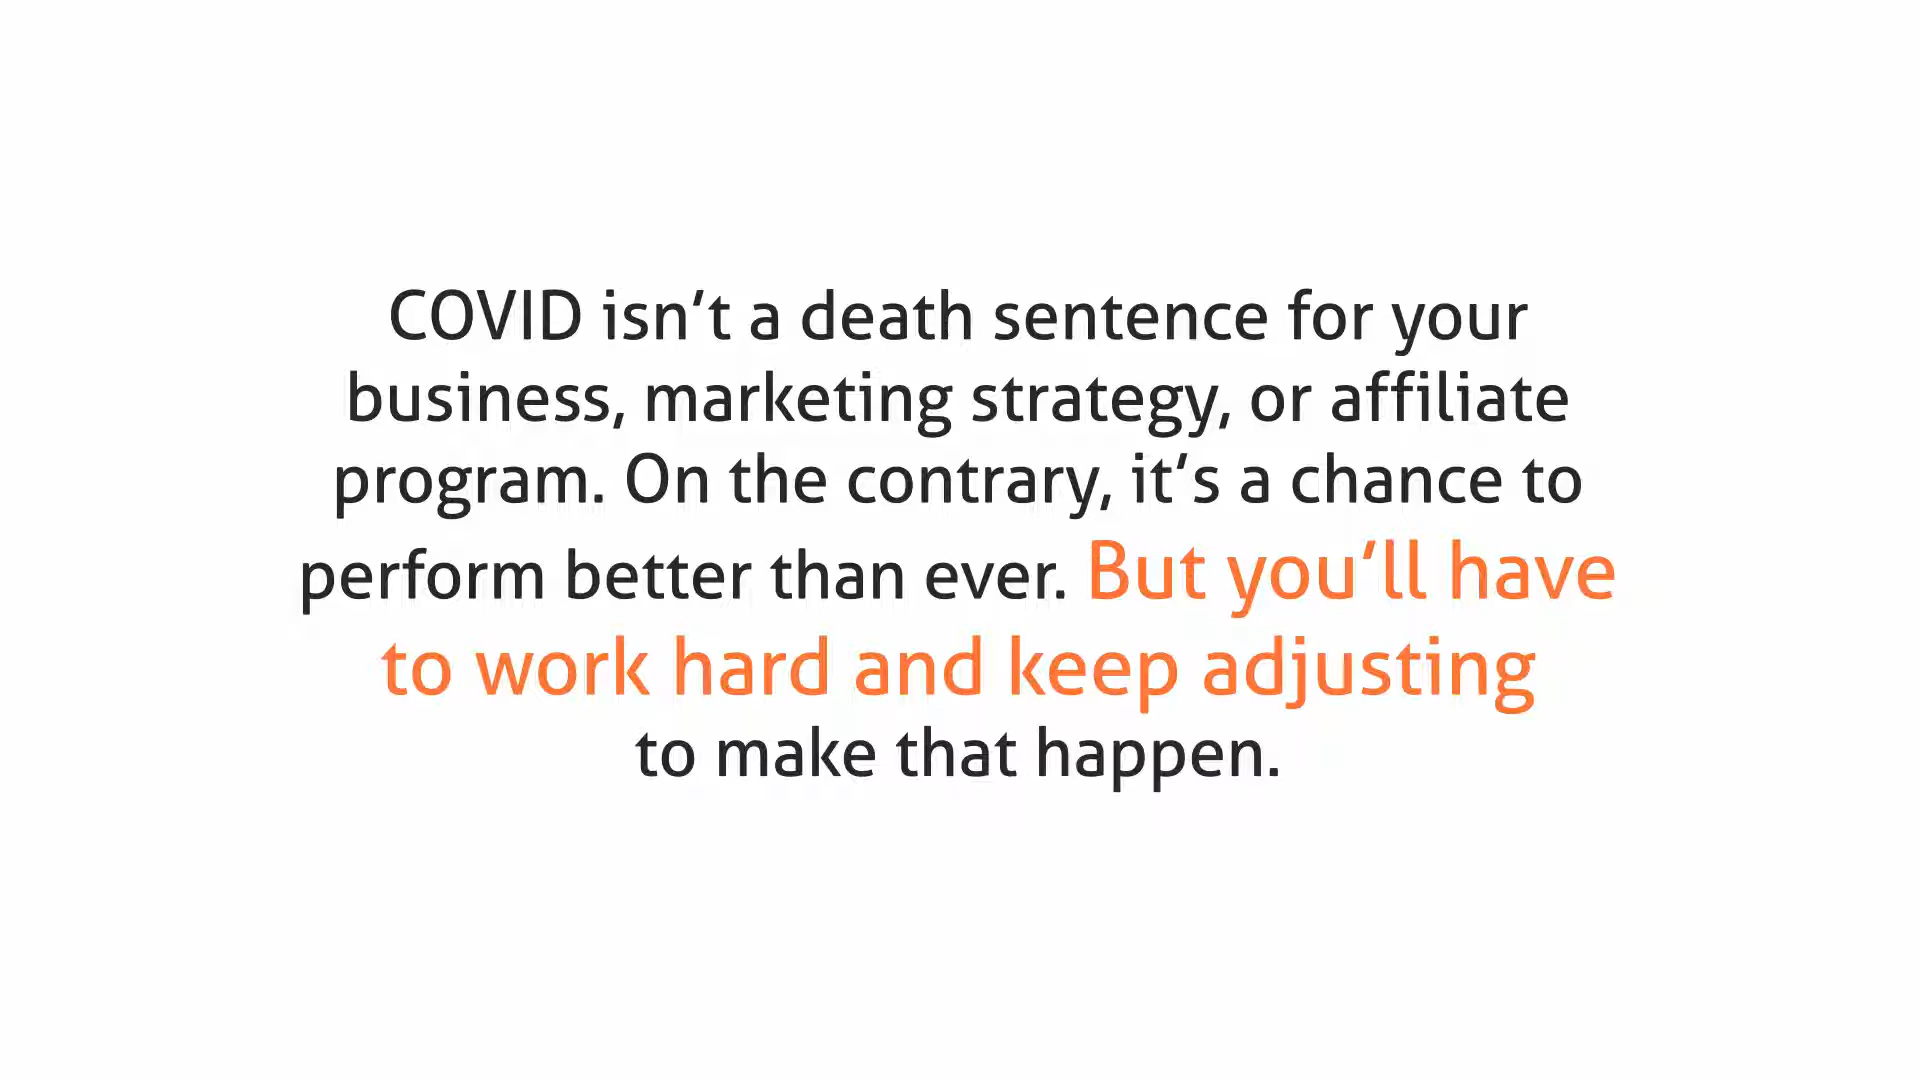 COVID isn’t a death sentence for your
business, marketing strategy, or affiliate
program. On the contrary, it’s a chance to
perform better than ever. But you’ll have
to work hard and keep adjusting
to make that happen.